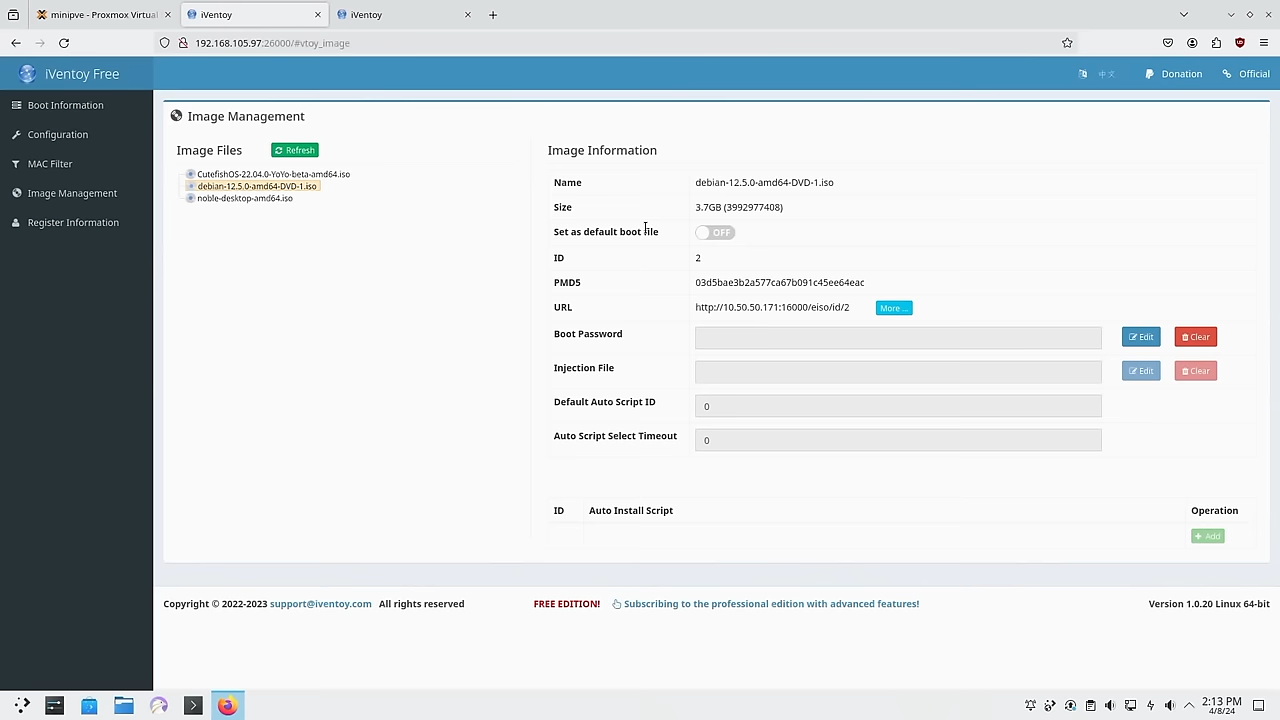 minipve - Proxmox Virtual
iVentoy
iVentoy
192.168.105.97:26000/#vtoy_image
iVentoy Free
中文
Donation
Official
Boot Information
Configuration
MAC Filter
Image Management
Register Information
Image Management
Image Files
Refresh
CutefishOS-22.04.0-YoYo-beta-amd64.iso
debian-12.5.0-amd64-DVD-1.iso
noble-desktop-amd64.iso
Image Information
Name debian-12.5.0-amd64-DVD-1.iso
Size 3.7GB (3992977408)
Set as default boot file OFF
ID 2
PMD5 03d5bae3b2a577ca67b091c45ee64eac
URL http://10.50.50.171:16000/eiso/id/2 More ...
Boot Password Edit Clear
Injection File Edit Clear
Default Auto Script ID 0
Auto Script Select Timeout 0
ID Auto Install Script Operation
Add
Copyright © 2022-2023 support@iventoy.com All rights reserved
FREE EDITION! Subscribing to the professional edition with advanced features!
Version 1.0.20 Linux 64-bit
2:13 PM
4/8/24